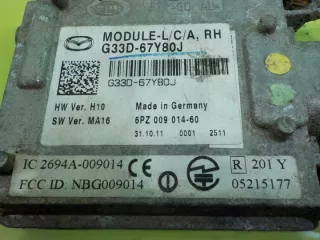 MODULE-L/C/A, RH
G33D-67Y80J
G33D-67Y80J
HW Ver. H10 Made in Germany
SW Ver. MA16 6PZ 009 014-60
31.10.11 0001 2511
IC 2694A-009014
FCC ID: NBG009014
R 201 Y
05215177